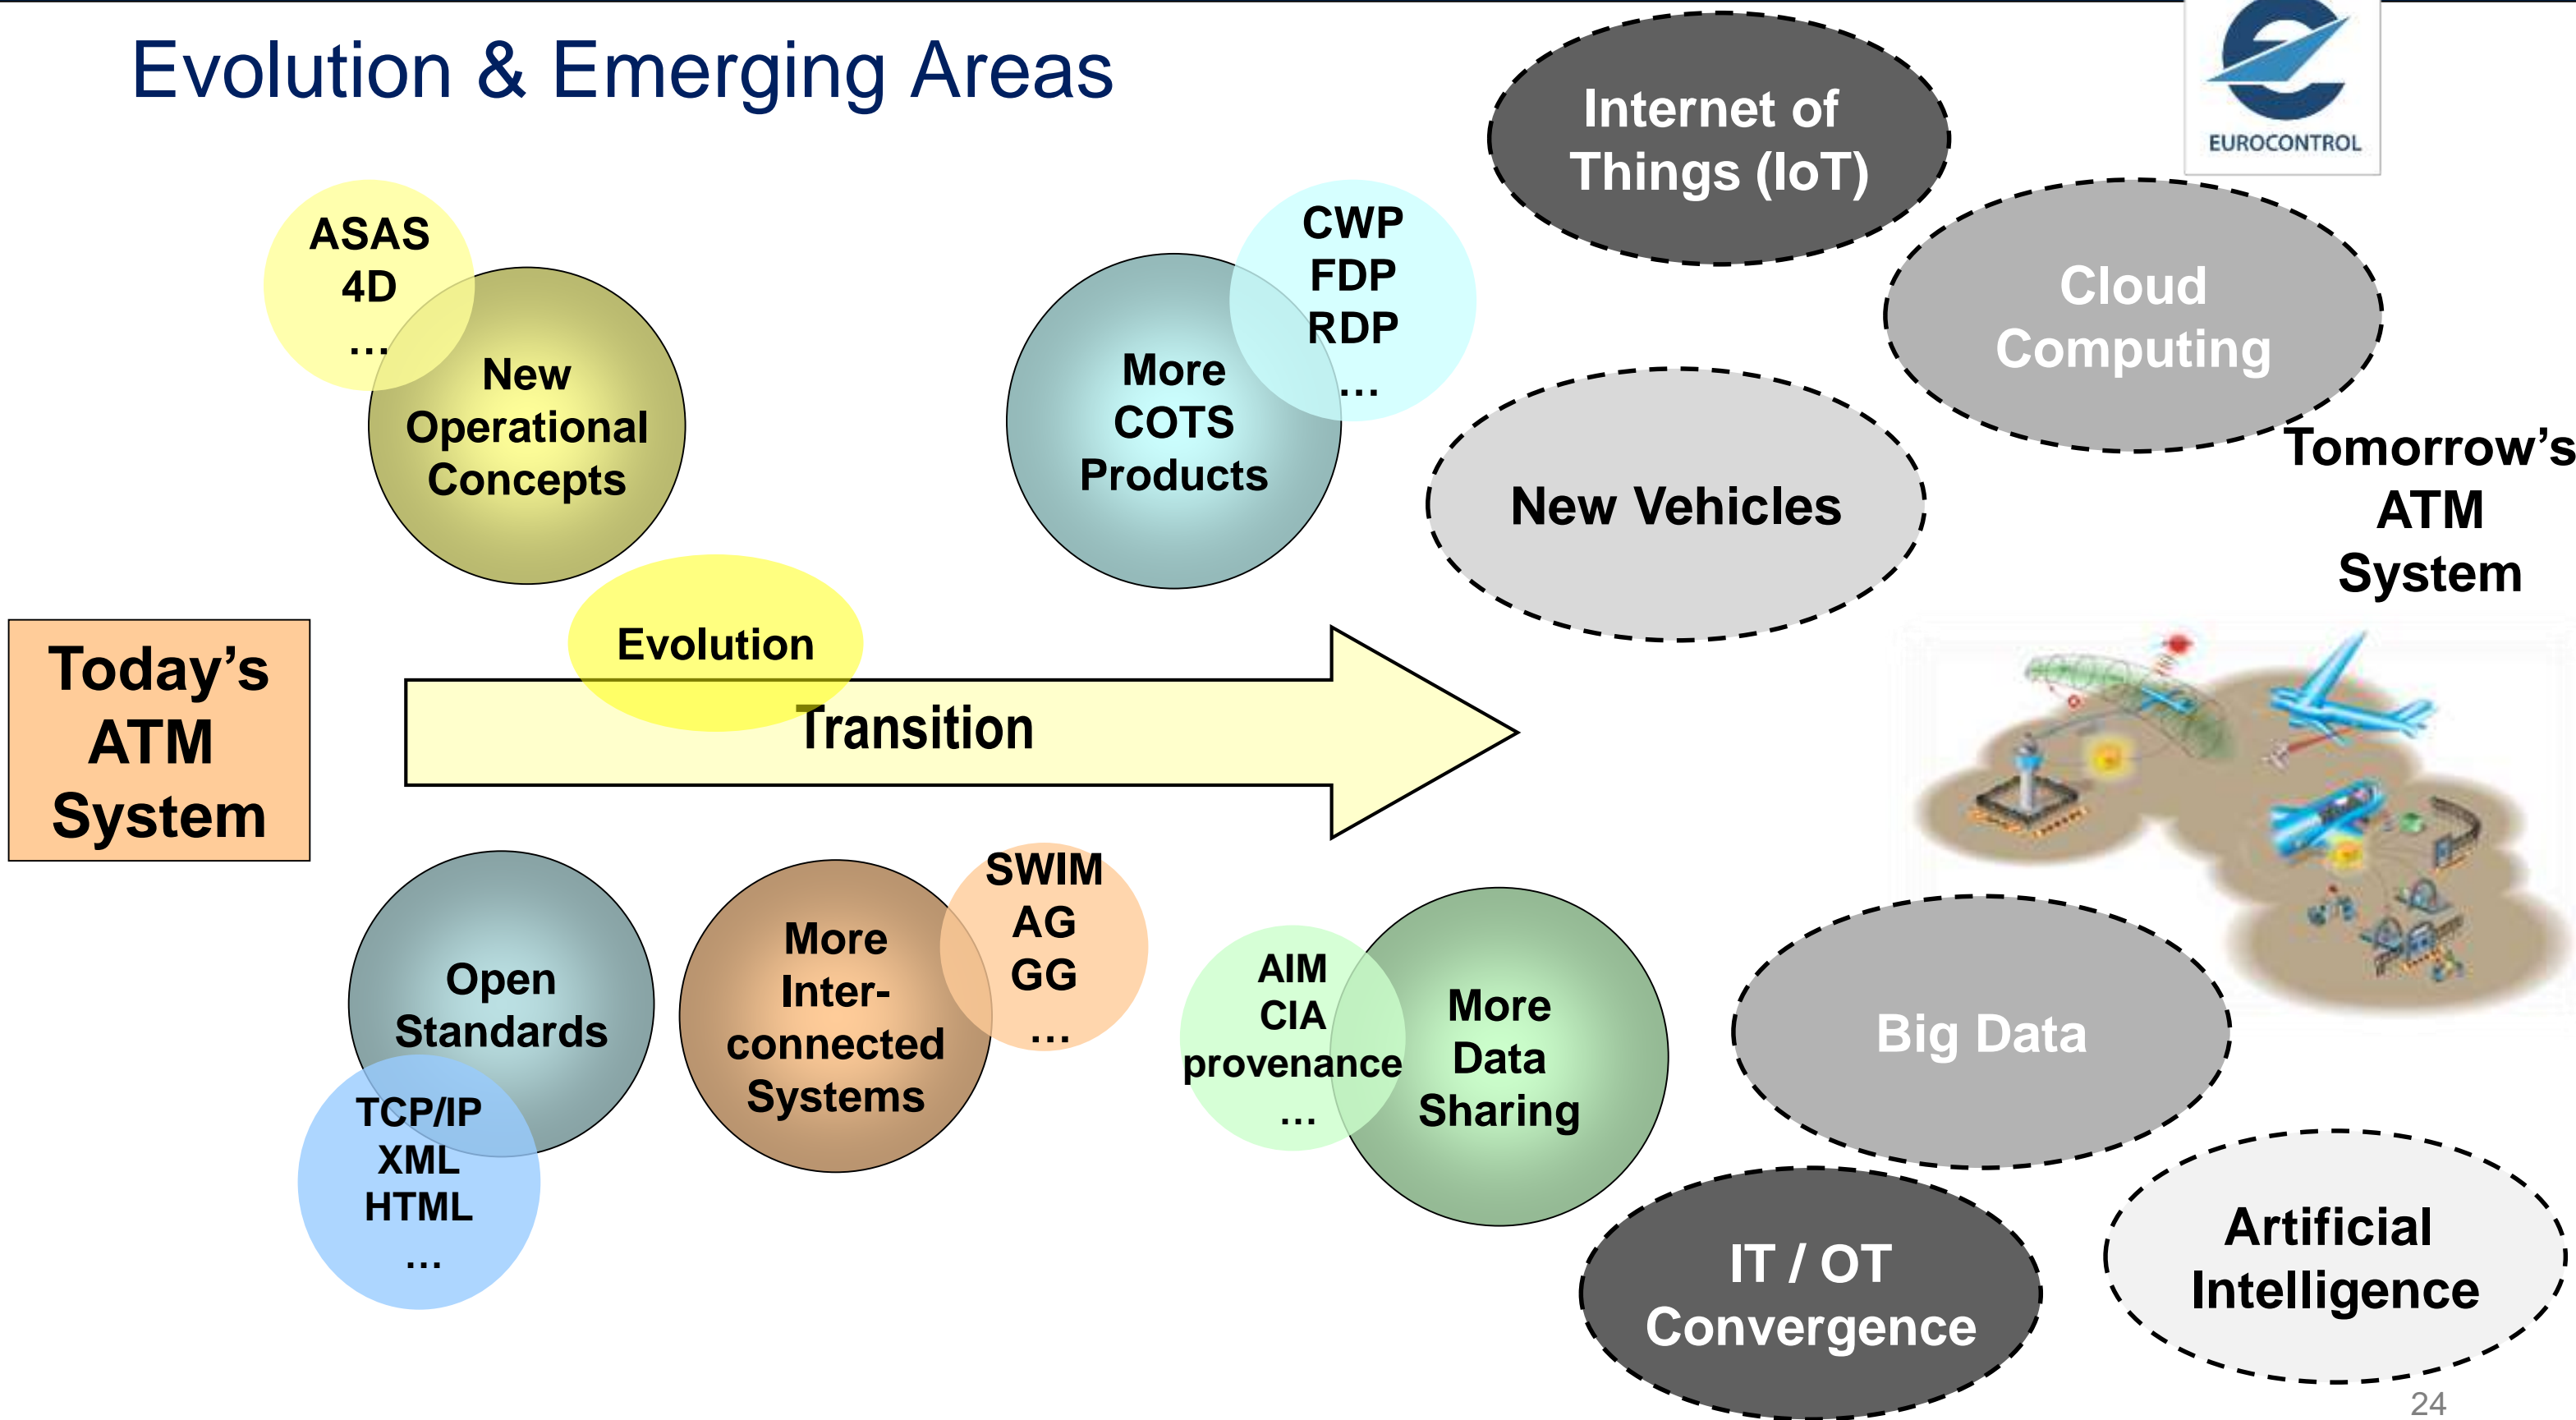 Evolution & Emerging Areas
EUROCONTROL
Internet of
Things (IoT)
ASAS
4D
…
New
Operational
Concepts
CWP
FDP
RDP
…
More
COTS
Products
Cloud
Computing
New Vehicles
Tomorrow’s
ATM
System
Evolution
Transition
Today’s
ATM
System
Open
Standards
TCP/IP
XML
HTML
…
More
Inter-
connected
Systems
SWIM
AG
GG
…
AIM
CIA
provenance
…
More
Data
Sharing
Big Data
IT / OT
Convergence
Artificial
Intelligence
24